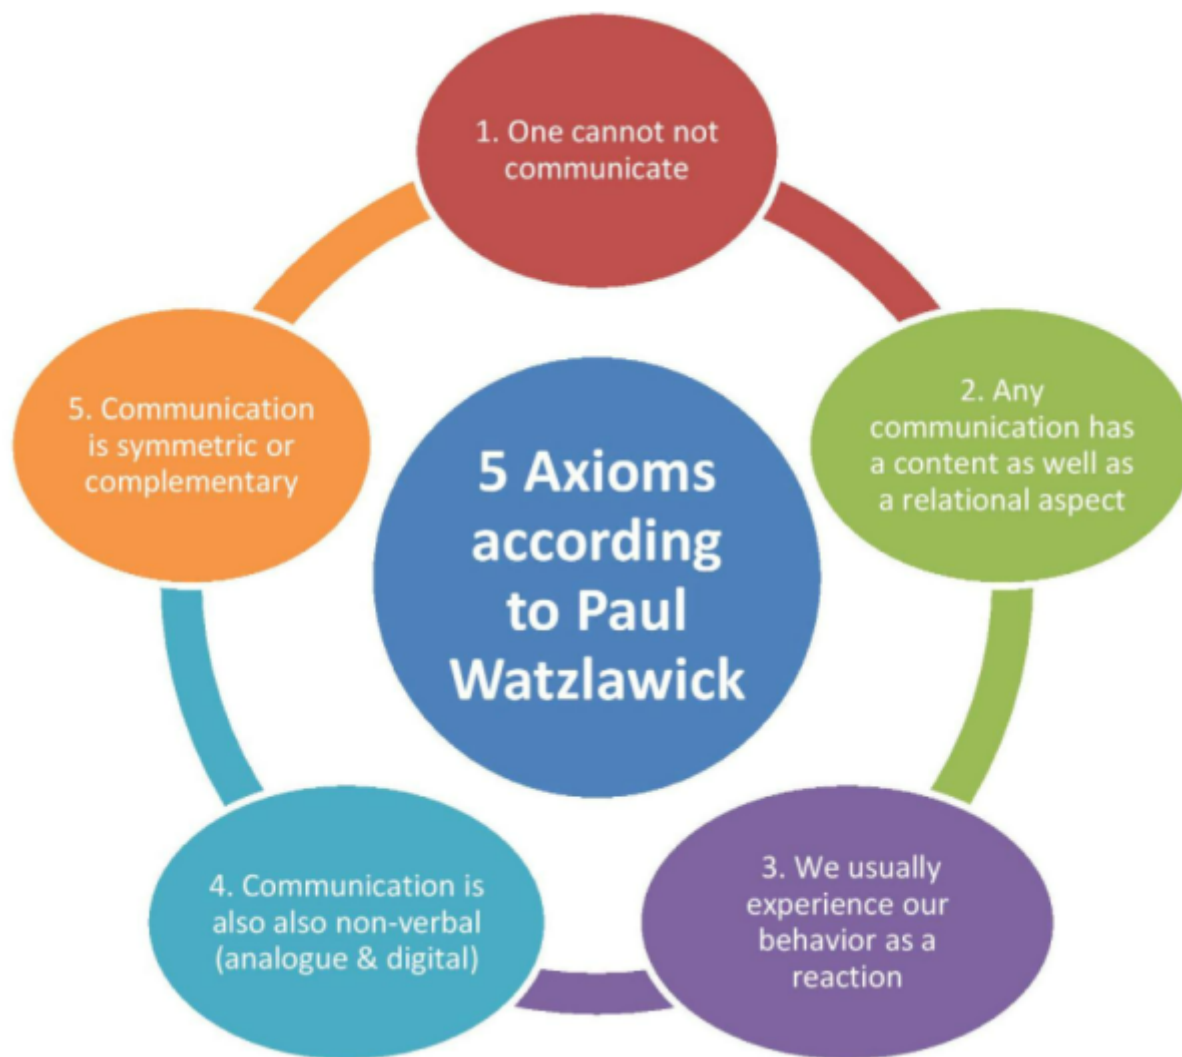 1. One cannot not
communicate
2. Any
communication has
a content as well as
a relational aspect
3. We usually
experience our
behavior as a
reaction
4. Communication is
also also non-verbal
(analogue & digital)
5. Communication
is symmetric or
complementary
5 Axioms
according
to Paul
Watzlawick